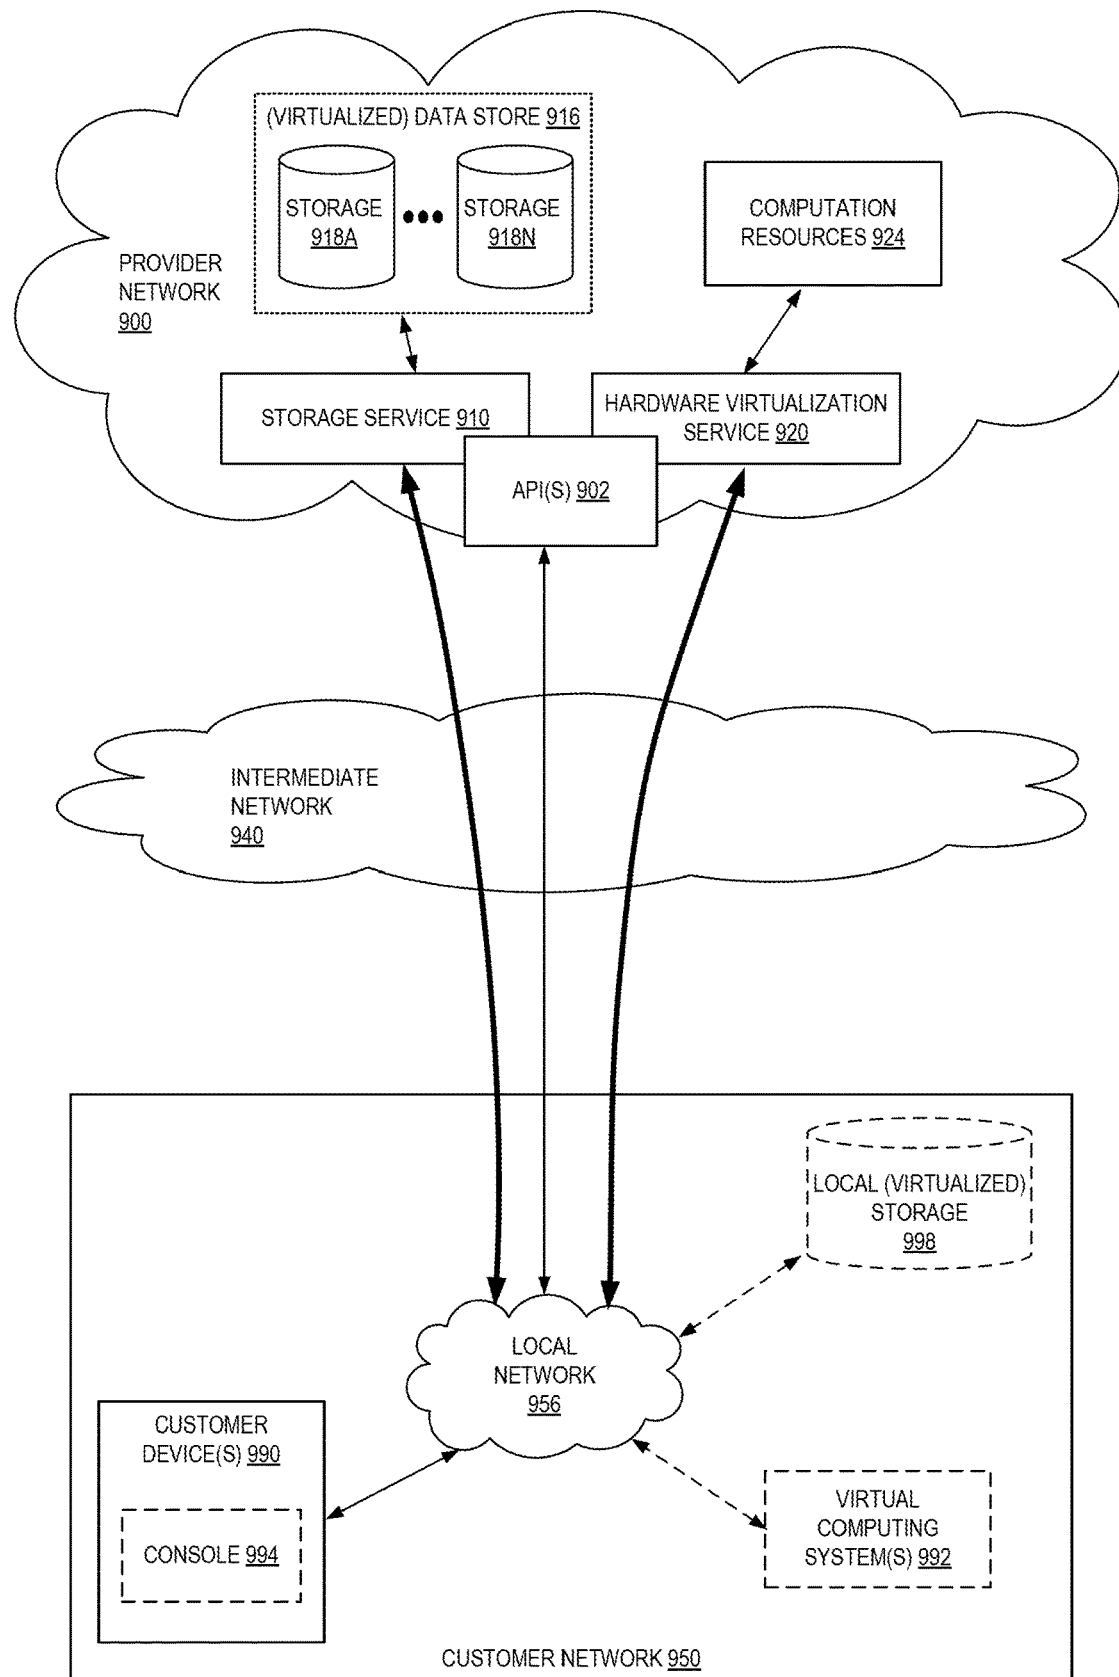 (VIRTUALIZED) DATA STORE 916
STORAGE
918A
STORAGE
918N
COMPUTATION
RESOURCES 924
PROVIDER
NETWORK
900
STORAGE SERVICE 910
HARDWARE VIRTUALIZATION
SERVICE 920
API(S) 902
INTERMEDIATE
NETWORK
940
LOCAL (VIRTUALIZED)
STORAGE
998
LOCAL
NETWORK
956
CUSTOMER
DEVICE(S) 990
CONSOLE 994
VIRTUAL
COMPUTING
SYSTEM(S) 992
CUSTOMER NETWORK 950